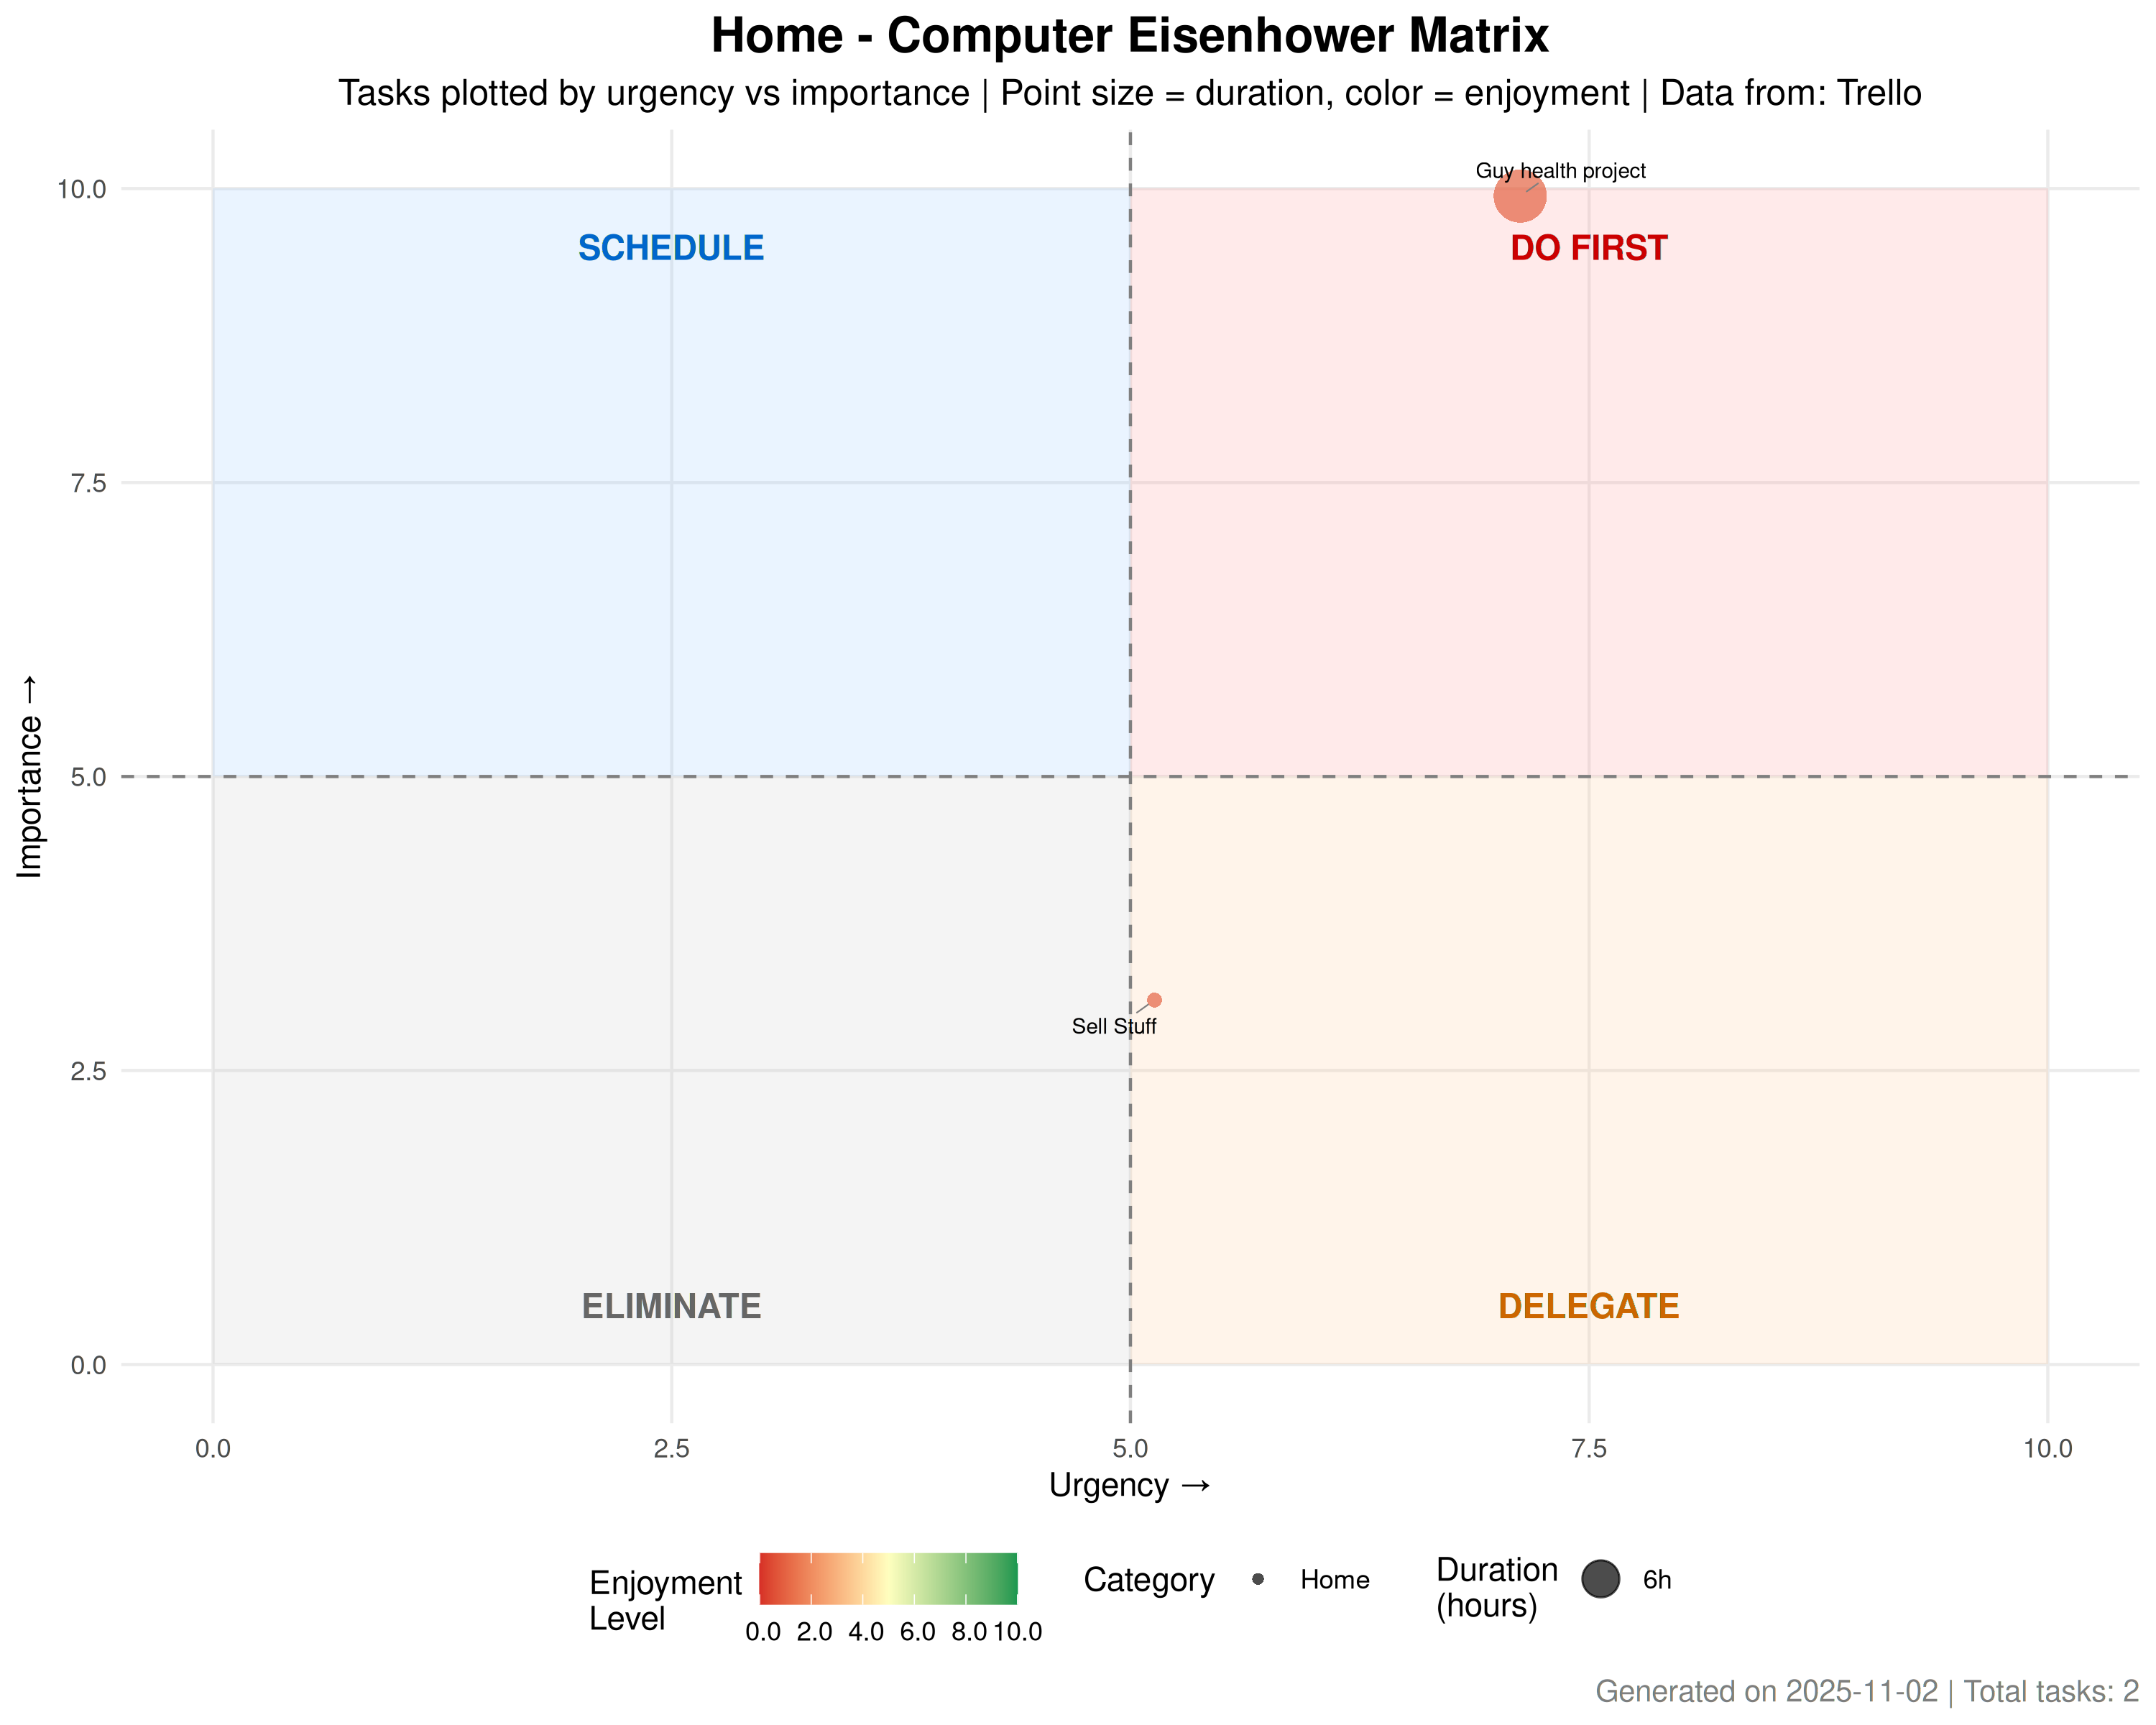 Home - Computer Eisenhower Matrix
Tasks plotted by urgency vs importance | Point size = duration, color = enjoyment | Data from: Trello
Guy health project
SCHEDULE
DO FIRST
Sell Stuff
ELIMINATE
DELEGATE
Importance →
10.0
7.5
5.0
2.5
0.0
0.0 2.5 5.0 7.5 10.0
Urgency →
Enjoyment
Level
0.0 2.0 4.0 6.0 8.0 10.0
Category
Home
Duration
(hours)
6h
Generated on 2025-11-02 | Total tasks: 2